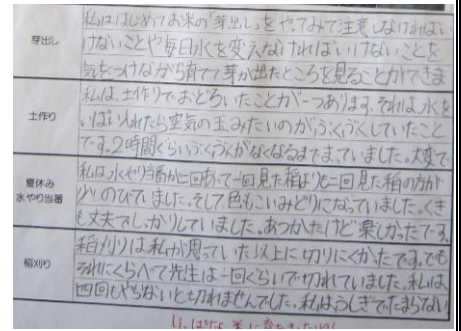 芽出し
私は、はじめてお米の「芽出し」をやってみて注意しなければい
けないことや毎日水を変えなければいけないことを
気をつけながら育てて芽が出たところを見ることができま
土作り
私は、土作りでおどろいたことが一つあります。それは水を
いっぱい入れたら空気の玉みたいのがぶくぶくしていたこと
です。2時間くらいぶくぶくがなくなるまでまっていました。大変で
夏休み
水やり当番
私は水やり当番が二回あって一回見た稲よりも二回見た稲の方が
少しのびていました。そして色もこいみどりになっていました。くき
も丈夫でしっかりしていました。あつかったけど楽しかったです。
稲刈り
稲刈りは私が思っていた以上に切りにくかったです。でも
それにくらべて先生は一回くらいで切れていました。私は
四回もやらないと切れませんでした。私はうしぎでたまらない